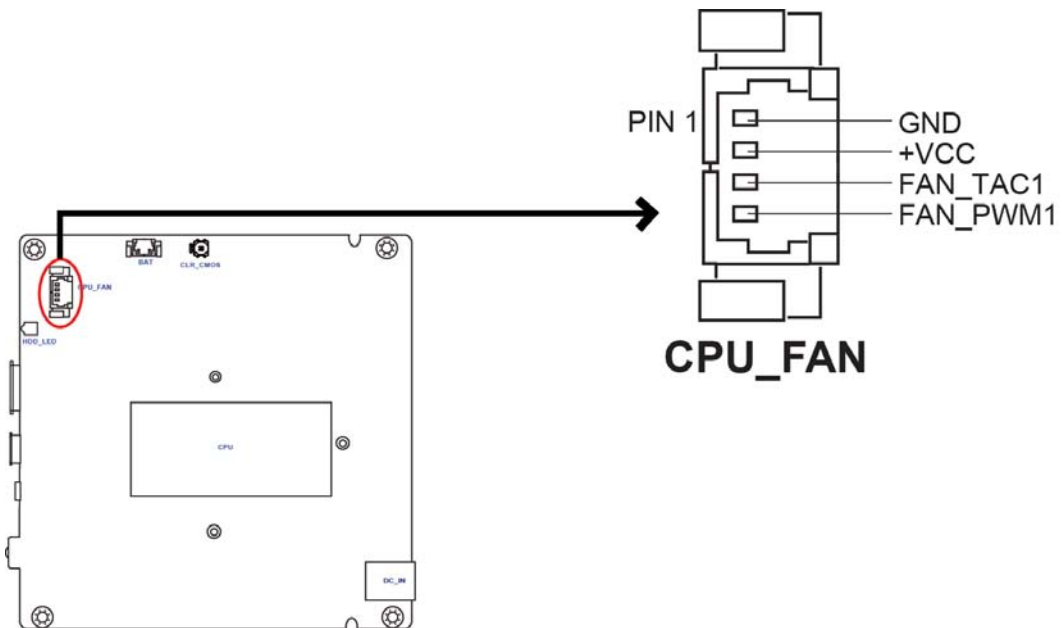 PIN 1
GND
+VCC
FAN_TAC1
FAN_PWM1
CPU_FAN
BAT
CLR_CMOS
CPU_FAN
HDD_LED
CPU
DC_IN